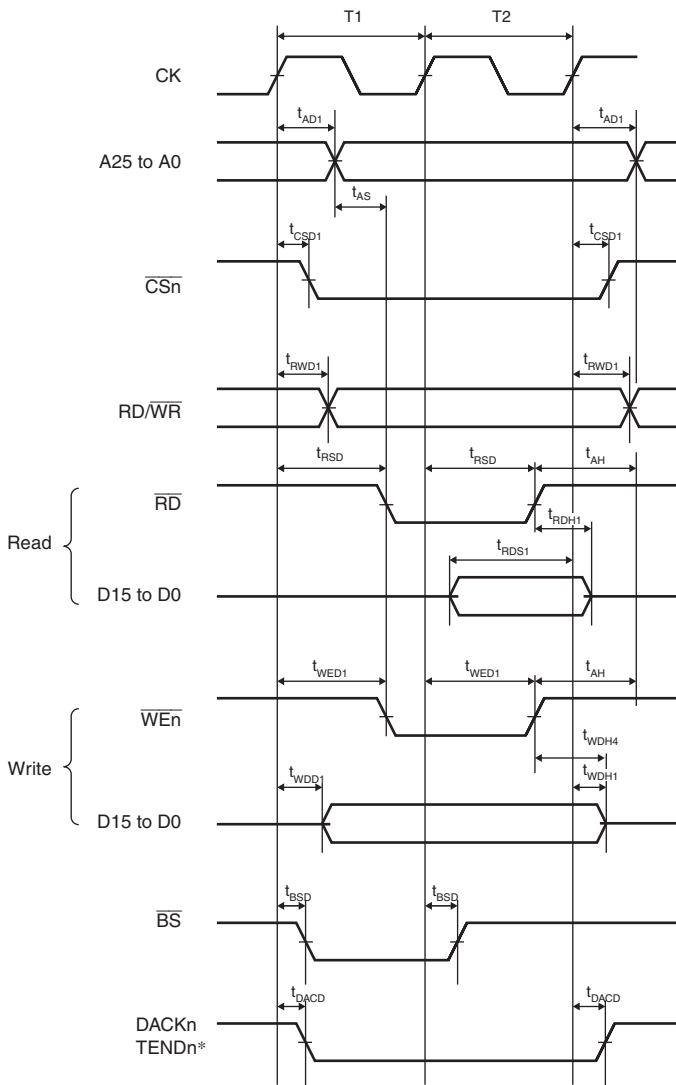 T1 T2
CK
tAD1 tAD1
A25 to A0
tAS
tCSD1 tCSD1
CSn
tRWD1 tRWD1
RD/WR
tRSD tRSD tAH
RD
tRDH1
Read
tRDS1
D15 to D0
tWED1 tWED1 tAH
WEn
tWDH4
Write
tWDD1 tWDH1
D15 to D0
tBSD tBSD
BS
tDACD tDACD
DACKn
TENDn*